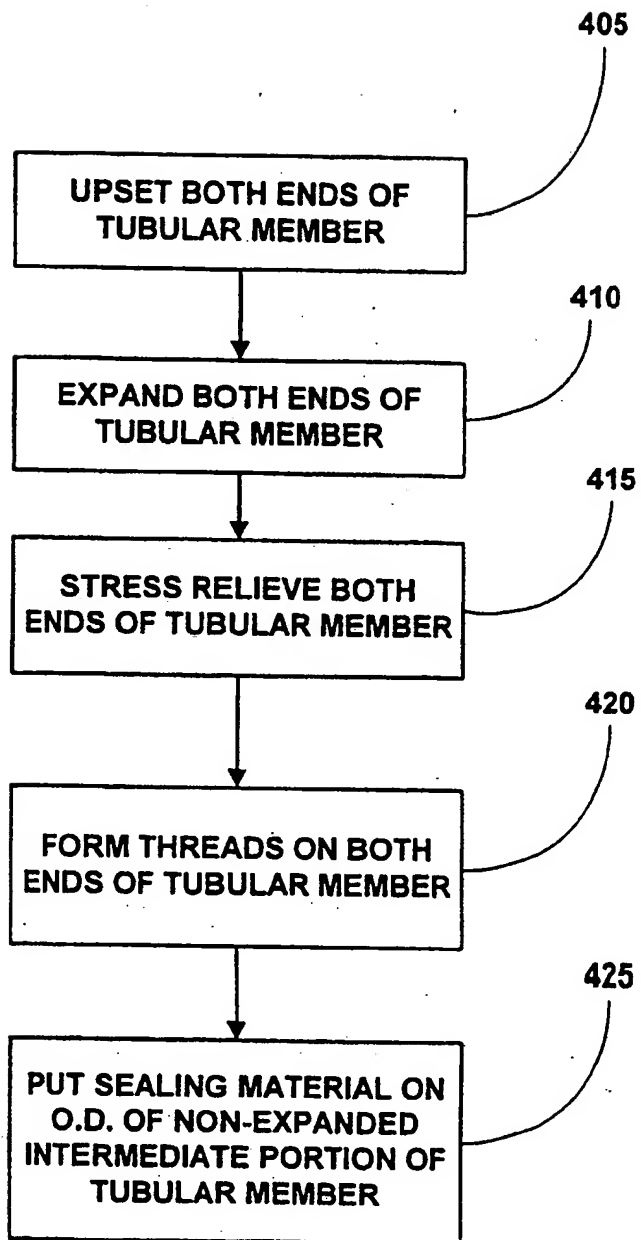 405
UPSET BOTH ENDS OF
TUBULAR MEMBER
410
EXPAND BOTH ENDS OF
TUBULAR MEMBER
415
STRESS RELIEVE BOTH
ENDS OF TUBULAR MEMBER
420
FORM THREADS ON BOTH
ENDS OF TUBULAR MEMBER
425
PUT SEALING MATERIAL ON
O.D. OF NON-EXPANDED
INTERMEDIATE PORTION OF
TUBULAR MEMBER